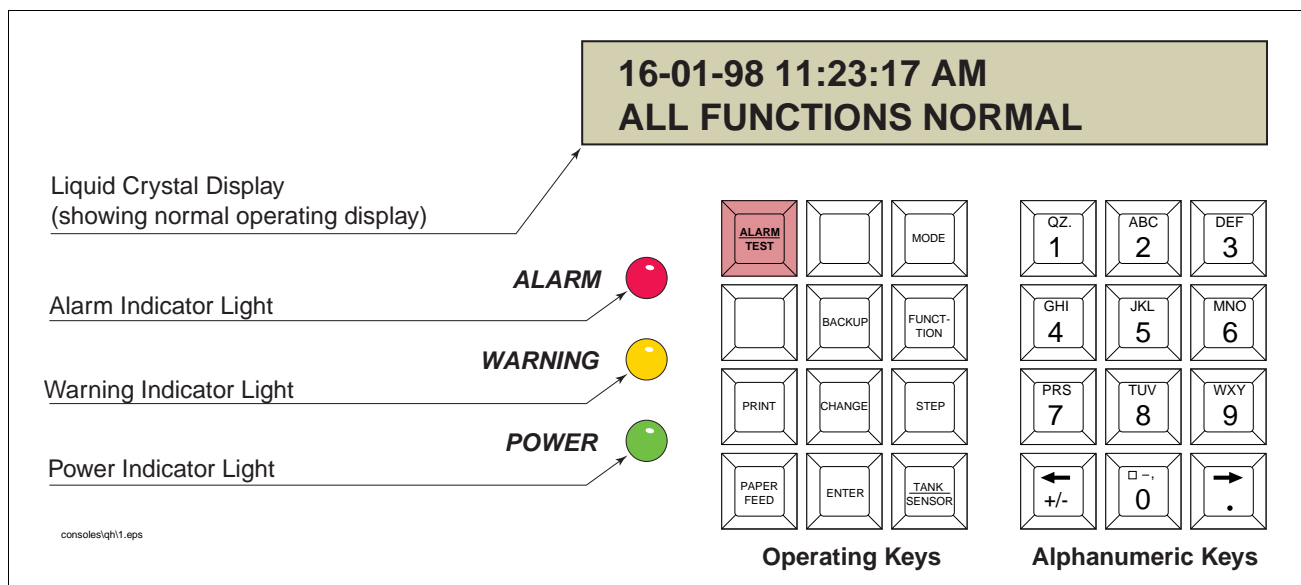 16-01-98 11:23:17 AM
ALL FUNCTIONS NORMAL
Liquid Crystal Display
(showing normal operating display)
ALARM
Alarm Indicator Light
WARNING
Warning Indicator Light
POWER
Power Indicator Light
ALARM
TEST
MODE
BACKUP
FUNCT-
TION
PRINT
CHANGE
STEP
PAPER
FEED
ENTER
TANK
SENSOR
Operating Keys
QZ.
1
ABC
2
DEF
3
GHI
4
JKL
5
MNO
6
PRS
7
TUV
8
WXY
9
←
+/-
□ –,
0
→
.
Alphanumeric Keys
consoles\qh\1.eps